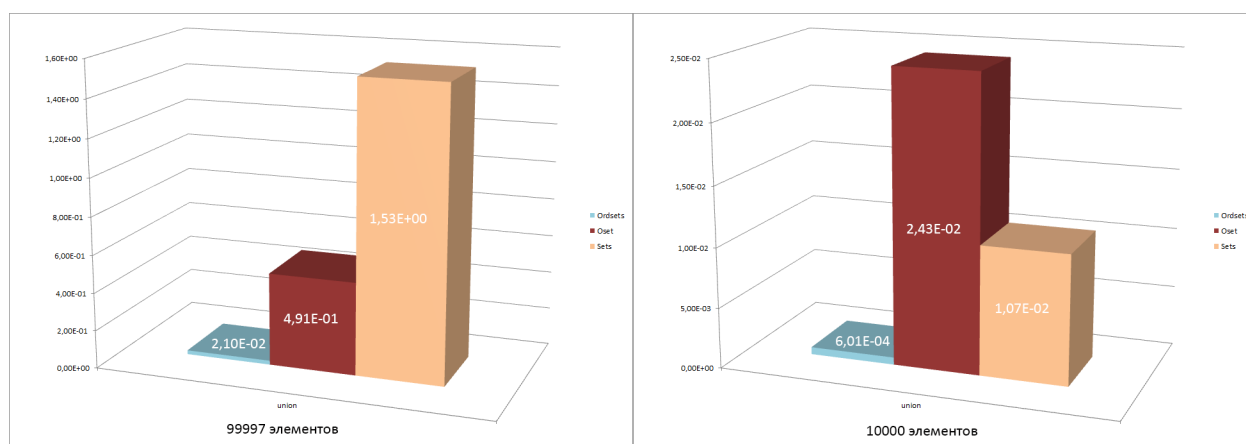 1,60E+00
1,40E+00
1,20E+00
1,00E+00
8,00E-01
6,00E-01
4,00E-01
2,00E-01
0,00E+00
2,10E-02
4,91E-01
1,53E+00
Ordsets
Oset
Sets
union
99997 элементов
2,50E-02
2,00E-02
1,50E-02
1,00E-02
5,00E-03
0,00E+00
6,01E-04
2,43E-02
1,07E-02
Ordsets
Oset
Sets
union
10000 элементов